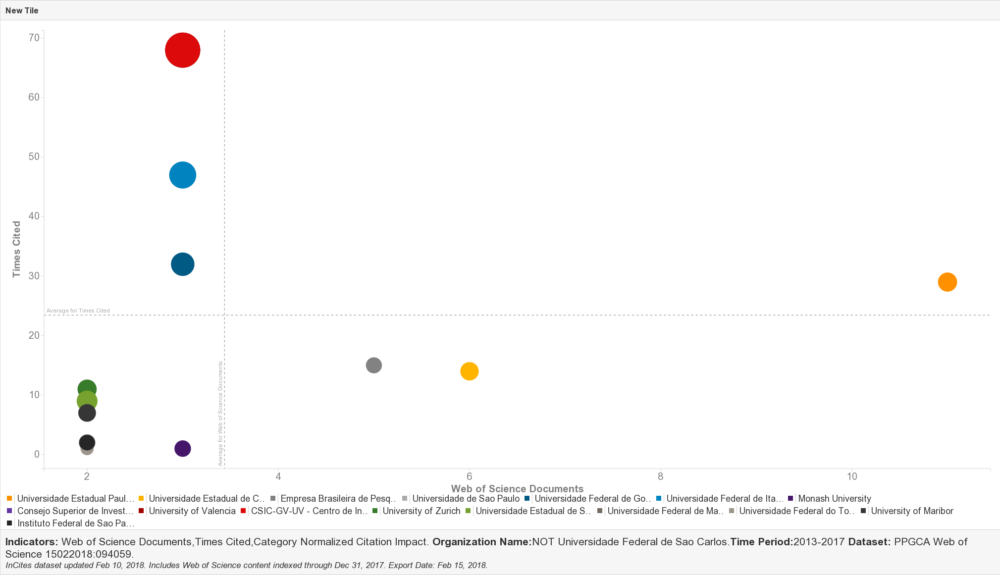 New Tile
70
60
50
40
30
20
10
0
Times Cited
Average for Times Cited
Average for Web of Science Documents
2 4 6 8 10
Web of Science Documents
Universidade Estadual Paul... Universidade Estadual de C.. Empresa Brasileira de Pesq.. Universidade de Sao Paulo Universidade Federal de Go.. Universidade Federal de Ita... Monash University
Consejo Superior de Invest... University of Valencia CSIC-GV-UV - Centro de In.. University of Zurich Universidade Estadual de S.. Universidade Federal de Ma.. Universidade Federal do To.. University of Maribor
Instituto Federal de Sao Pa...
Indicators: Web of Science Documents,Times Cited,Category Normalized Citation Impact. Organization Name:NOT Universidade Federal de Sao Carlos.Time Period:2013-2017 Dataset: PPGCA Web of
Science 15022018:094059.
InCites dataset updated Feb 10, 2018. Includes Web of Science content indexed through Dec 31, 2017. Export Date: Feb 15, 2018.